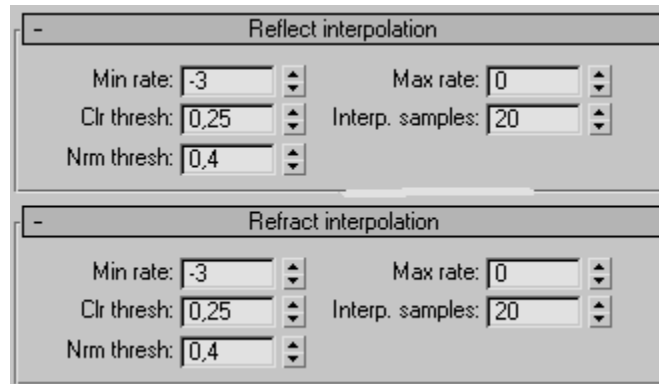 - Reflect interpolation
Min rate: -3 Max rate: 0
Clr thresh: 0,25 Interp. samples: 20
Nrm thresh: 0,4
- Refract interpolation
Min rate: -3 Max rate: 0
Clr thresh: 0,25 Interp. samples: 20
Nrm thresh: 0,4